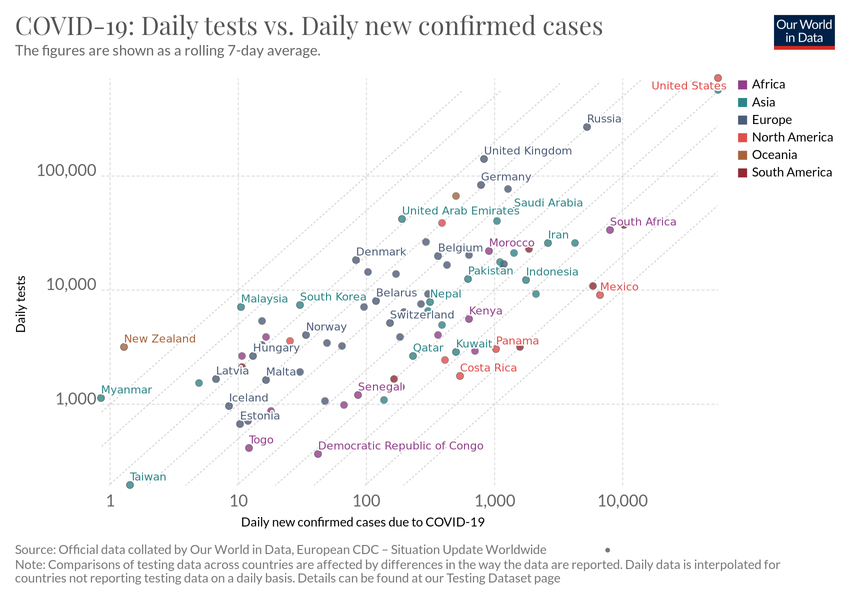 COVID-19: Daily tests vs. Daily new confirmed cases
The figures are shown as a rolling 7-day average.
Our World
in Data
United States
Africa
Asia
Europe
North America
Oceania
South America
Russia
United Kingdom
100,000
Germany
Saudi Arabia
United Arab Emirates
South Africa
Iran
Denmark
Belgium
Morocco
Pakistan
Indonesia
10,000
Mexico
Malaysia
South Korea
Belarus
Nepal
Kenya
Switzerland
Norway
New Zealand
Hungary
Qatar
Kuwait
Panama
Latvia
Malta
Costa Rica
Senegal
Myanmar
1,000
Iceland
Estonia
Togo
Democratic Republic of Congo
Taiwan
Daily tests
1
10
100
1,000
10,000
Daily new confirmed cases due to COVID-19
Source: Official data collated by Our World in Data, European CDC – Situation Update Worldwide
Note: Comparisons of testing data across countries are affected by differences in the way the data are reported. Daily data is interpolated for
countries not reporting testing data on a daily basis. Details can be found at our Testing Dataset page